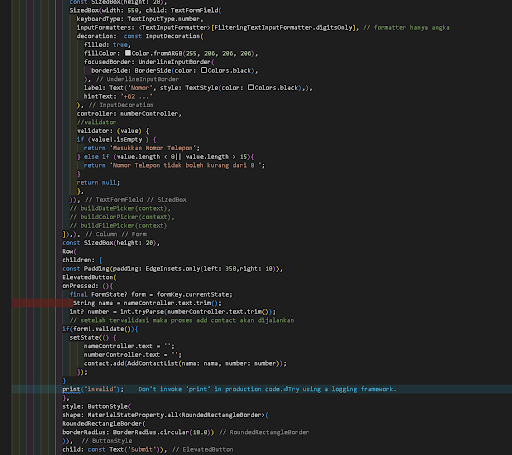 const SizedBox(height: 20),
SizedBox(width: 550, child: TextFormField(
keyboardType: TextInputType.number,
inputFormatters: <TextInputFormatter>[FilteringTextInputFormatter.digitsOnly], // formatter hanya angka
decoration:  const InputDecoration(
filled: true,
fillColor: Color.fromARGB(255, 206, 206, 206),
focusedBorder: UnderlineInputBorder(
borderSide: BorderSide(color: Colors.black),
), // UnderlineInputBorder
label: Text('Nomor', style: TextStyle(color: Colors.black),),
hintText: '+62 ...'
), // InputDecoration
controller: numberController,
//validator
validator: (value) {
if (value!.isEmpty ) {
return 'Masukkan Nomor Telepon';
} else if (value.length < 8|| value.length > 15){
return 'Nomor Telepon tidak boleh kurang dari 8 ';
}
return null;
},
)), // TextFormField // SizedBox
// buildDatePicker(context),
// buildColorPicker(context),
// buildFilePicker(context),
]),), // Column // Form
const SizedBox(height: 20),
Row(
children: [
const Padding(padding: EdgeInsets.only(left: 350,right: 10)),
ElevatedButton(
onPressed: (){
final FormState? form = formKey.currentState;
String nama = nameController.text.trim();
int? number = int.tryParse(numberController.text.trim());
// setelah tervalidasi maka proses add contact akan dijalankan
if(form!.validate()){
setState(() {
nameController.text = '';
numberController.text = '';
contact.add(AddContactList(nama: nama, number: number));
});
}
print("invalid");    Don't invoke 'print' in production code. Try using a logging framework.
},
style: ButtonStyle(
shape: MaterialStateProperty.all<RoundedRectangleBorder>(
RoundedRectangleBorder(
borderRadius: BorderRadius.circular(18.0)) // RoundedRectangleBorder
)),  // ButtonStyle
child: const Text('Submit')), // ElevatedButton